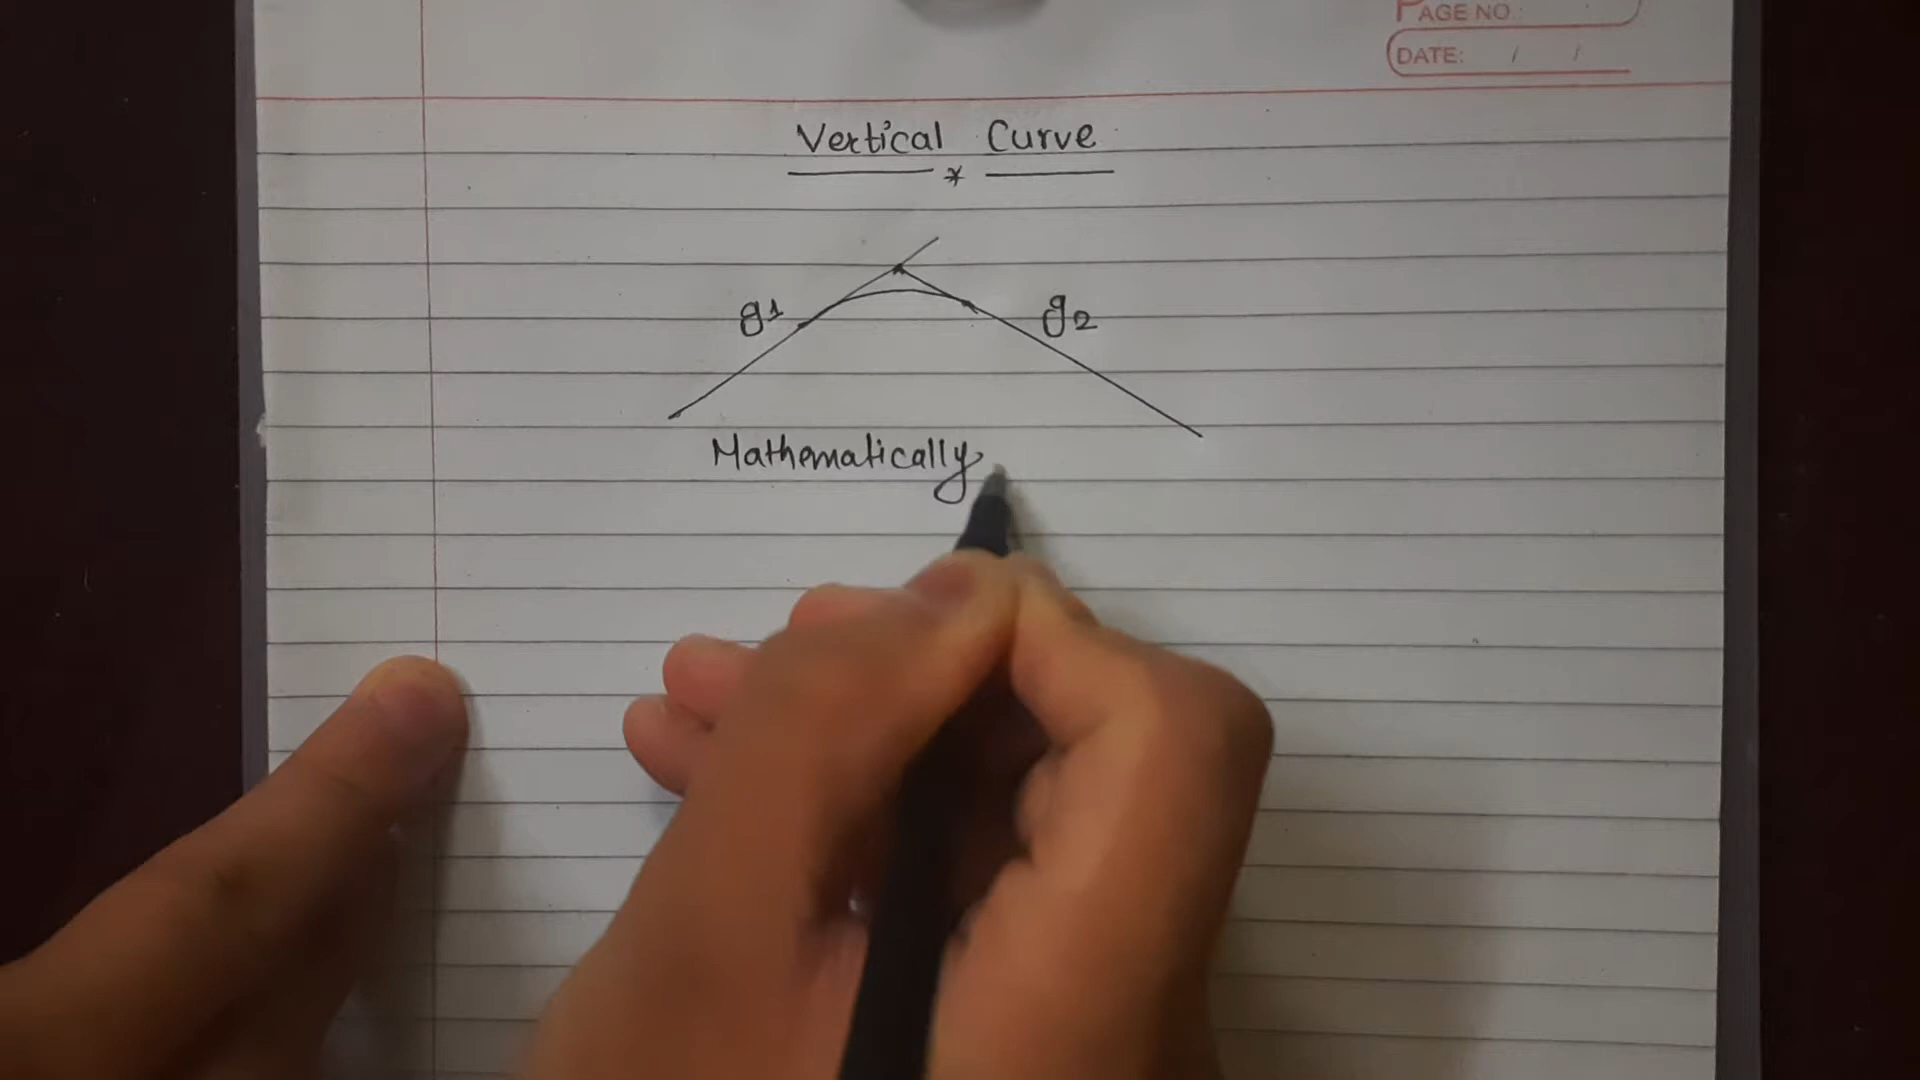 PAGE NO.:
DATE: / /
Vertical Curve
*
g1 g2
Mathematically,